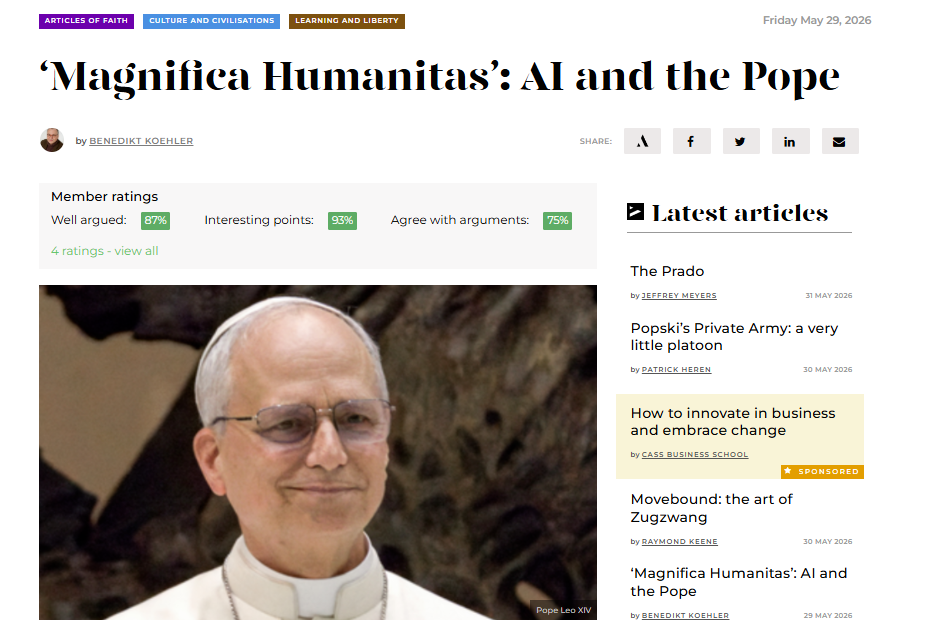 ARTICLES OF FAITH
CULTURE AND CIVILISATIONS
LEARNING AND LIBERTY
Friday May 29, 2026
‘Magnifica Humanitas’: AI and the Pope
by BENEDIKT KOEHLER
SHARE:
Member ratings
Well argued: 87%
Interesting points: 93%
Agree with arguments: 75%
4 ratings - view all
Pope Leo XIV
Latest articles
The Prado
by JEFFREY MEYERS
31 MAY 2026
Popski’s Private Army: a very
little platoon
by PATRICK HEREN
30 MAY 2026
How to innovate in business
and embrace change
by CASS BUSINESS SCHOOL
SPONSORED
Movebound: the art of
Zugzwang
by RAYMOND KEENE
30 MAY 2026
‘Magnifica Humanitas’: AI and
the Pope
by BENEDIKT KOEHLER
29 MAY 2026